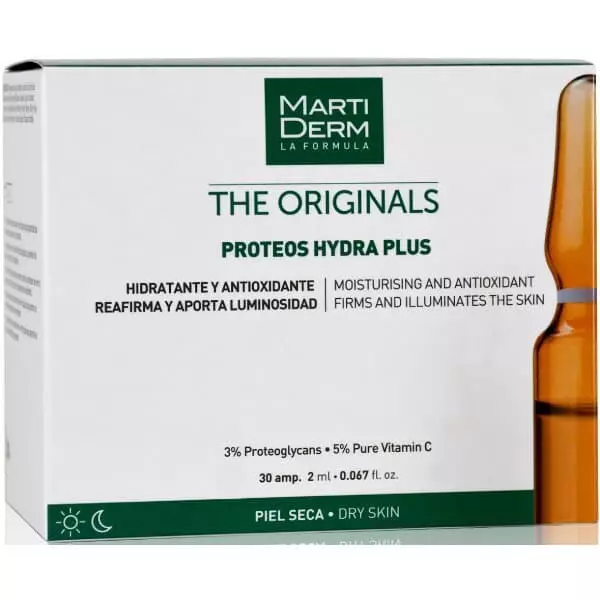 MARTI
DERM
LA FORMULA
THE ORIGINALS
PROTEOS HYDRA PLUS
HIDRATANTE Y ANTIOXIDANTE
REAFIRMA Y APORTA LUMINOSIDAD
MOISTURISING AND ANTIOXIDANT
FIRMS AND ILLUMINATES THE SKIN
3% Proteoglycans • 5% Pure Vitamin C
30 amp. 2 ml • 0.067 fl. oz.
PIEL SECA • DRY SKIN